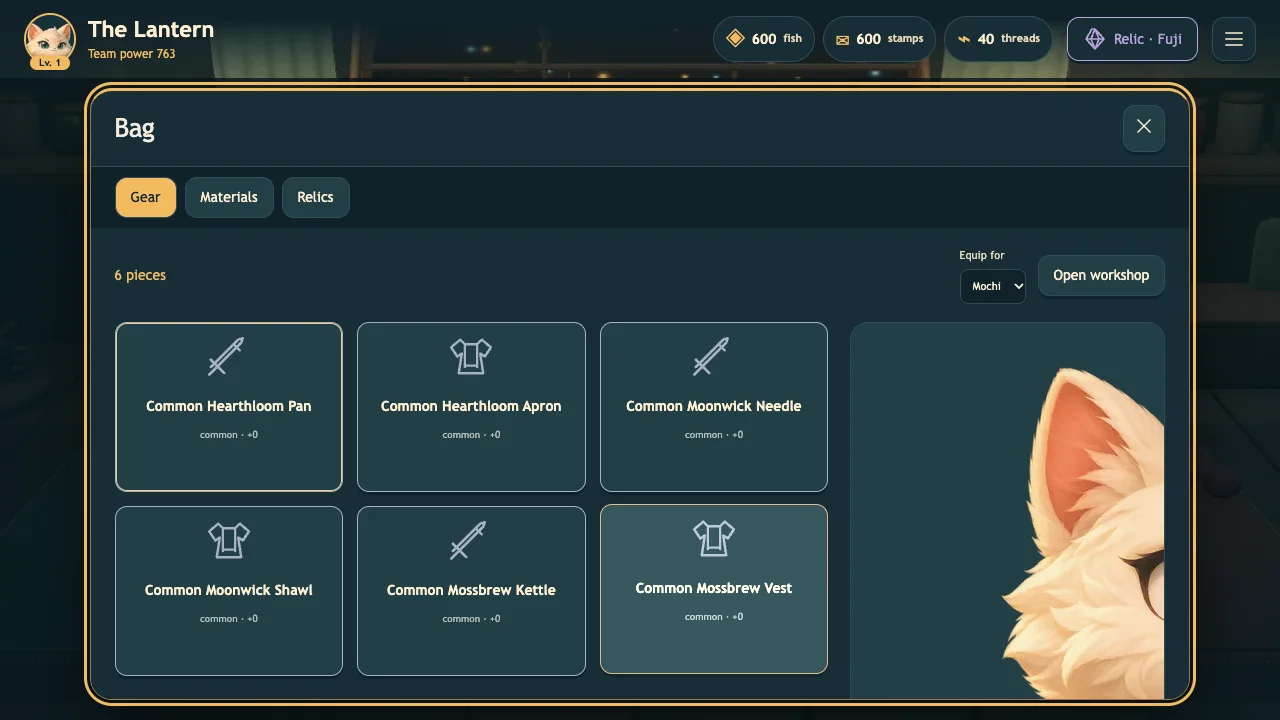 The Lantern
Team power 763
Lv. 1
600 fish
600 stamps
40 threads
Relic · Fuji
Bag
Gear
Materials
Relics
6 pieces
Equip for
Mochi
Open workshop
Common Hearthloom Pan
common · +0
Common Hearthloom Apron
common · +0
Common Moonwick Needle
common · +0
Common Moonwick Shawl
common · +0
Common Mossbrew Kettle
common · +0
Common Mossbrew Vest
common · +0